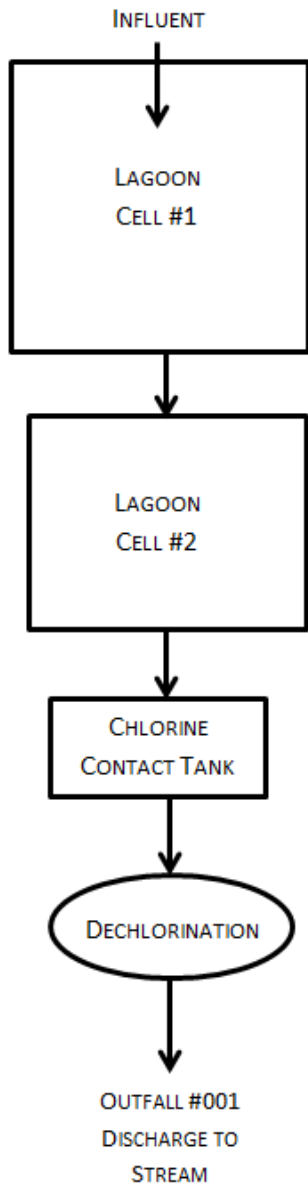 INFLUENT
LAGOON
CELL #1
LAGOON
CELL #2
CHLORINE
CONTACT TANK
DECHLORINATION
OUTFALL #001
DISCHARGE TO
STREAM